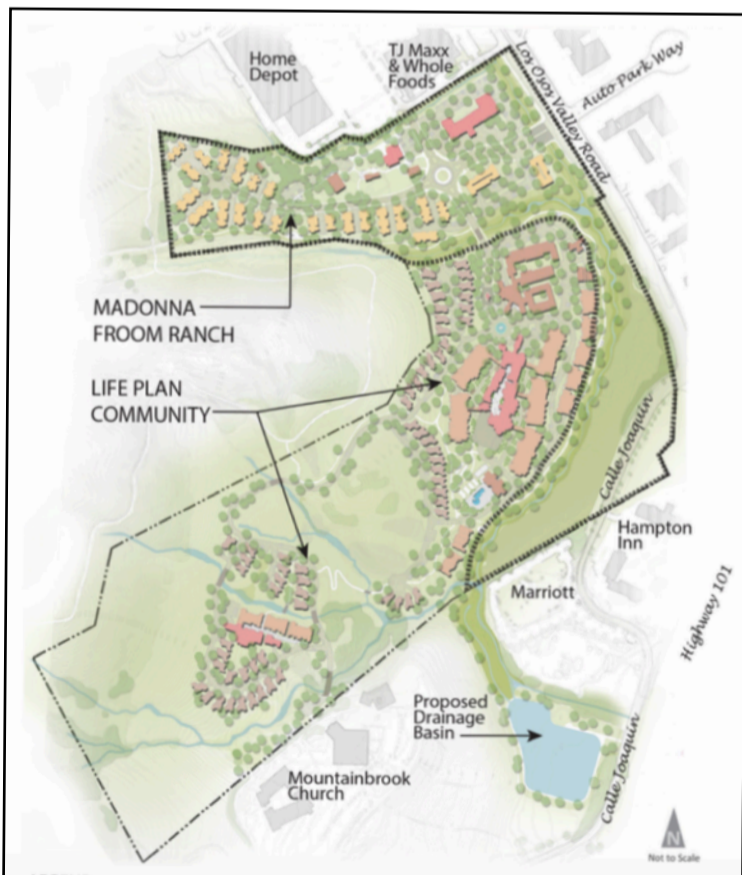 Home
Depot
TJ Maxx
& Whole
Foods
Los Osos Valley Road
Auto Park Way
MADONNA
FROOM RANCH
LIFE PLAN
COMMUNITY
Calle Joaquin
Hampton
Inn
Marriott
Highway 101
Proposed
Drainage
Basin
Mountainbrook
Church
Calle Joaquin
N
Not to Scale